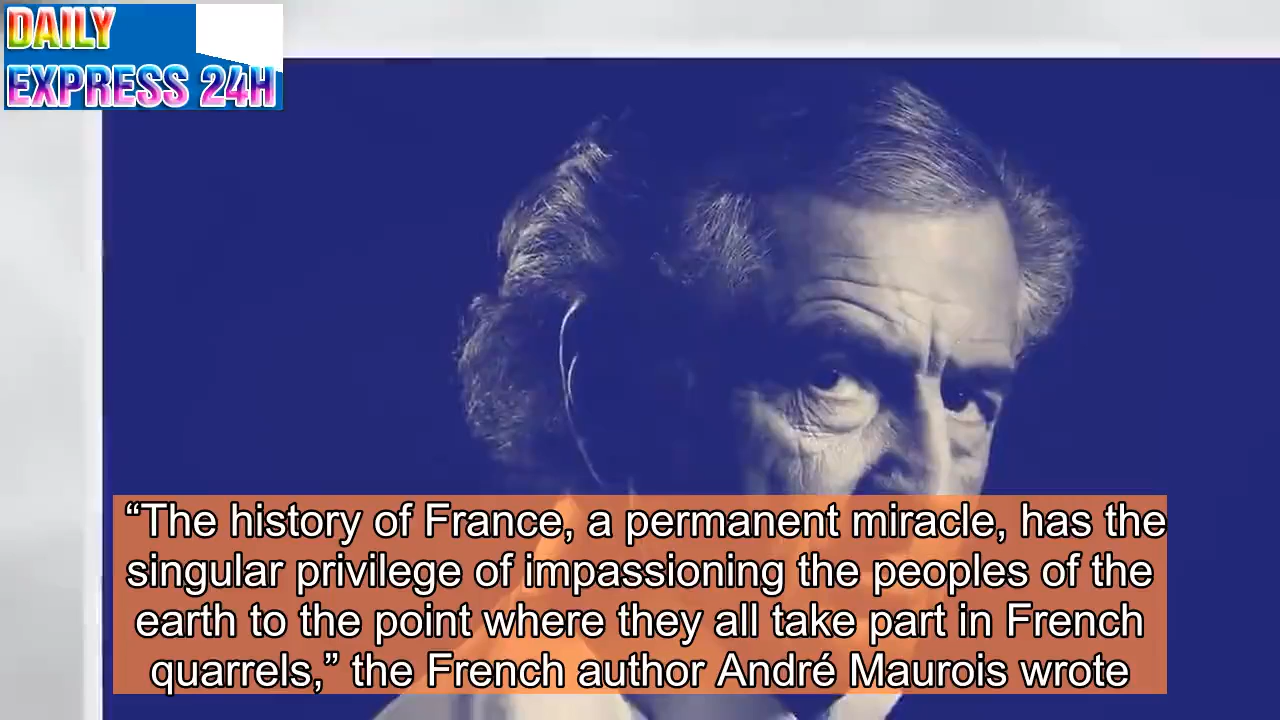 DAILY
EXPRESS 24H
“The history of France, a permanent miracle, has the
singular privilege of impassioning the peoples of the
earth to the point where they all take part in French
quarrels,” the French author André Maurois wrote